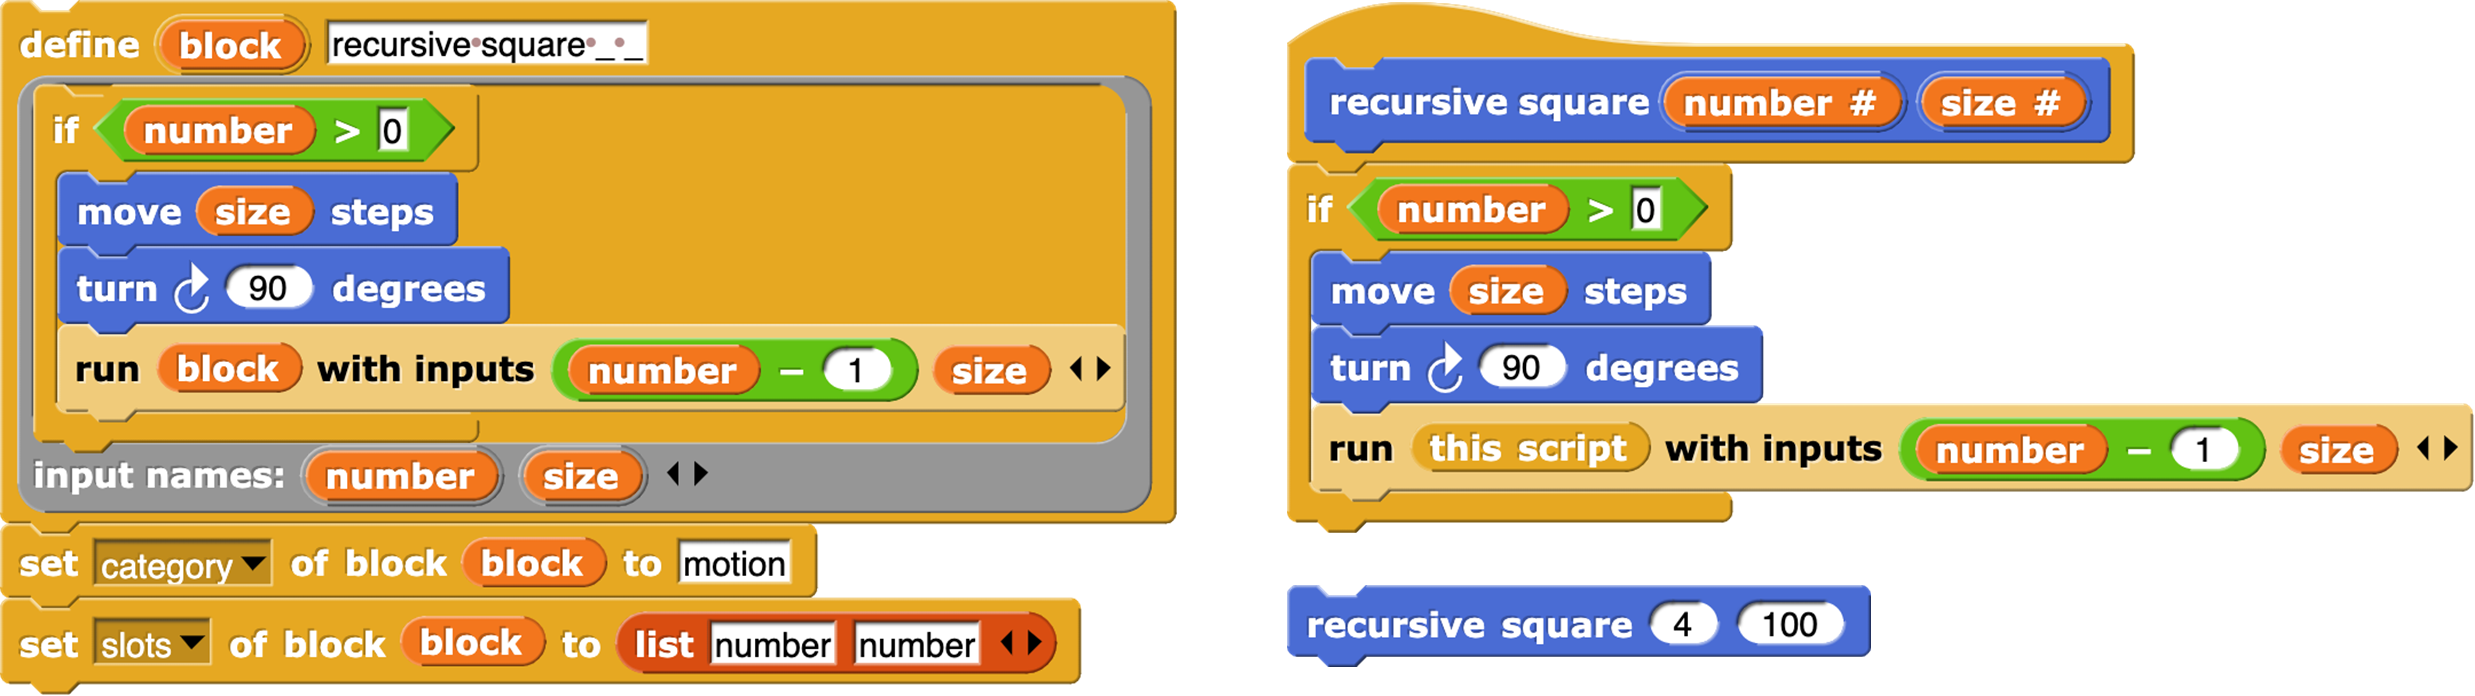 define block recursive square _ _
if number > 0
move size steps
turn 90 degrees
run block with inputs number − 1 size
input names: number size
set category of block block to motion
set slots of block block to list number number
recursive square number # size #
if number > 0
move size steps
turn 90 degrees
run this script with inputs number − 1 size
recursive square 4 100